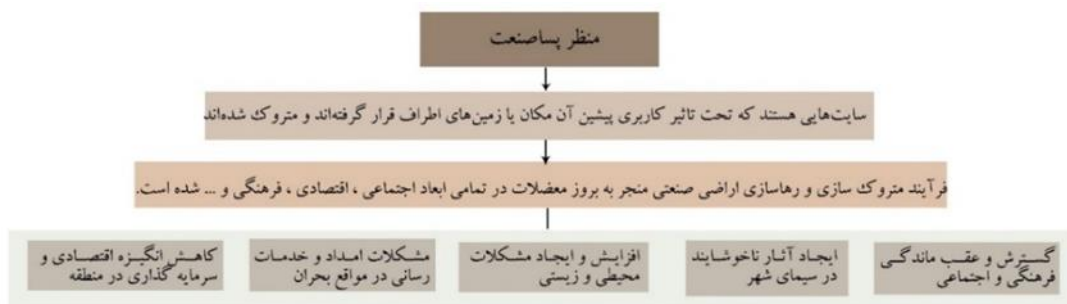 منظر پساصنعت
سایت‌هایی هستند که تحت تاثیر کاربری پیشین آن مکان یا زمین‌های اطراف قرار گرفته‌اند و متروک شده‌اند
فرآیند متروک سازی و رهاسازی اراضی صنعتی منجر به بروز معضلات در تمامی ابعاد اجتماعی ، اقتصادی ، فرهنگی و ... شده است.
گسترش و عقب ماندگی
فرهنگی و اجتماعی
ایجاد آثار ناخوشایند
در سیمای شهر
افزایش و ایجاد مشکلات
محیطی و زیستی
مشکلات امداد و خدمات
رسانی در مواقع بحران
کاهش انگیزه اقتصادی و
سرمایه گذاری در منطقه